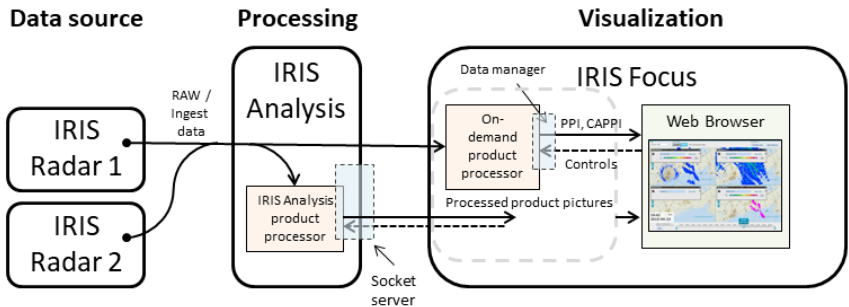 Data source
Processing
Visualization
IRIS
Radar 1
IRIS
Radar 2
RAW /
Ingest
data
IRIS
Analysis
IRIS Analysis
product
processor
Socket
server
IRIS Focus
Data manager
On-
demand
product
processor
PPI, CAPPI
Controls
Processed product pictures
Web Browser